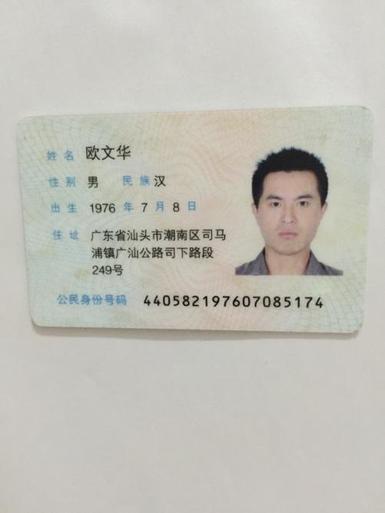 姓名 欧文华
性别 男 民族 汉
出生 1976 年 7 月 8 日
住址 广东省汕头市潮南区司马
浦镇广汕公路司下路段
249号
公民身份号码 440582197607085174